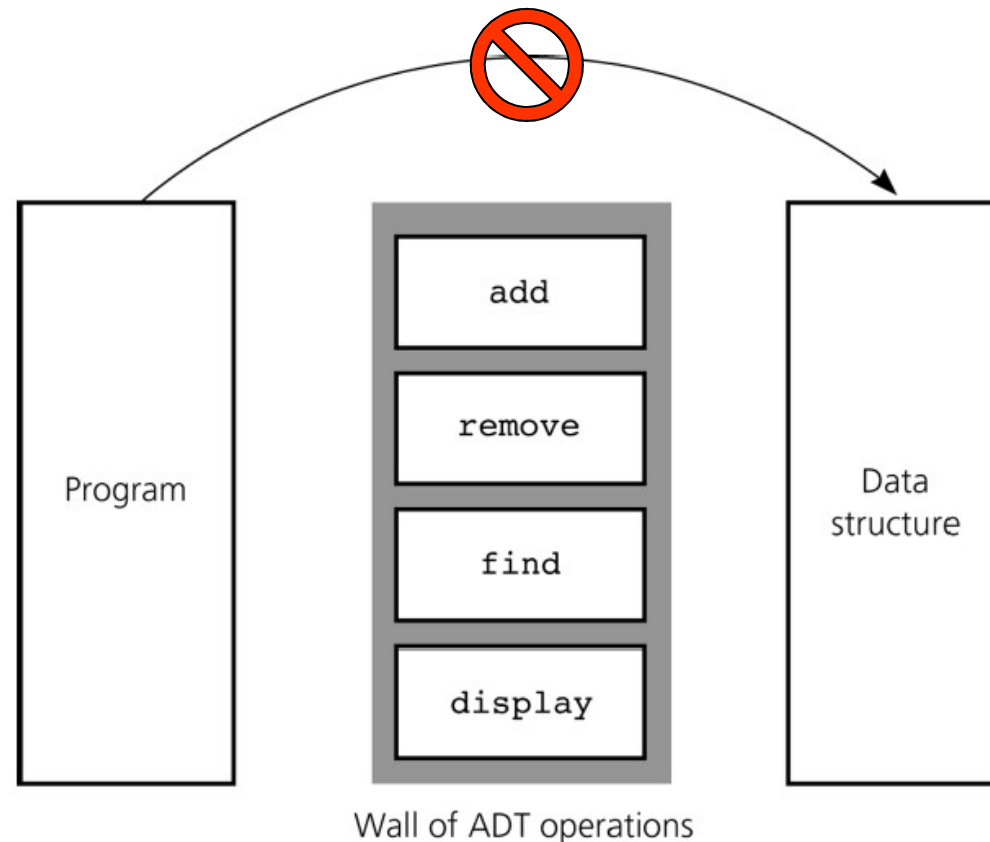 add
remove
Program
find
display
Data
structure
Wall of ADT operations